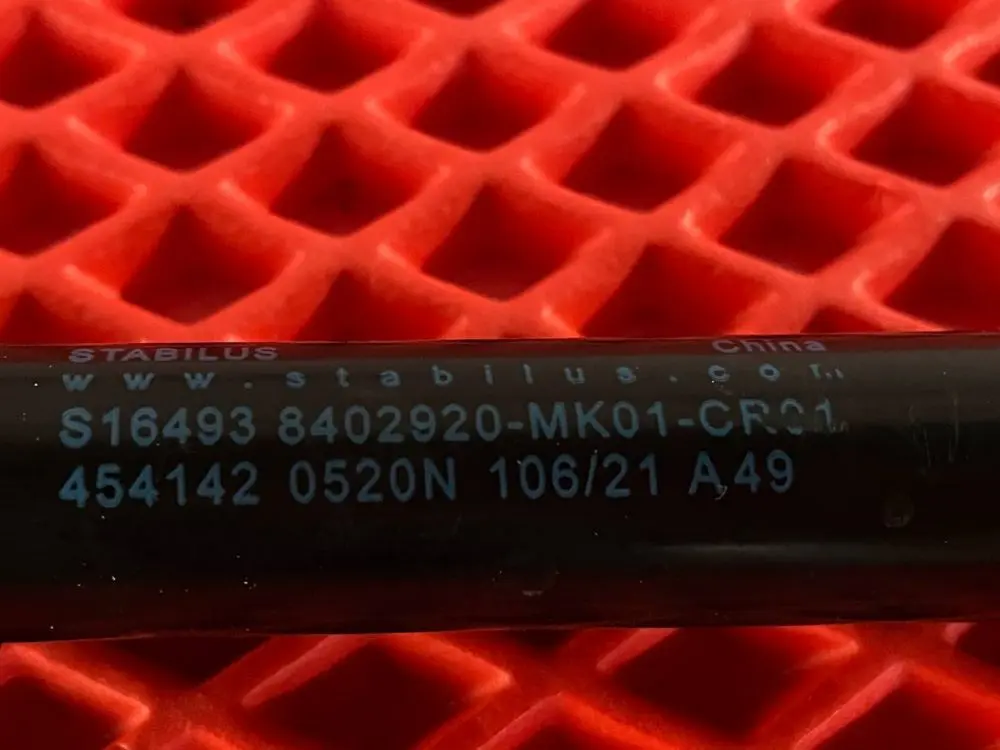 STABILUS China
www.stabilus.com
S16493 8402920-MK01-CR01
454142 0520N 106/21 A49